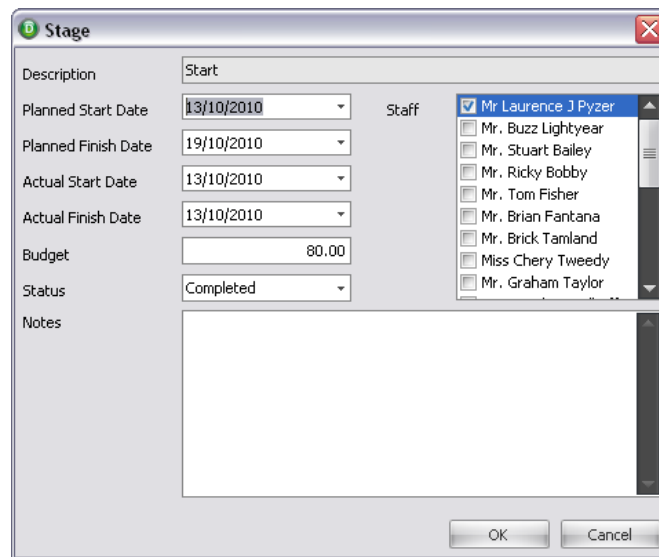 Stage
Description Start
Planned Start Date 13/10/2010 Staff Mr Laurence J Pyzer
Mr. Buzz Lightyear
Planned Finish Date 19/10/2010
Mr. Stuart Bailey
Mr. Ricky Bobby
Actual Start Date 13/10/2010
Mr. Tom Fisher
Actual Finish Date 13/10/2010
Mr. Brian Fantana
Mr. Brick Tamland
Budget 80.00
Miss Chery Tweedy
Status Completed
Mr. Graham Taylor
Notes
OK Cancel